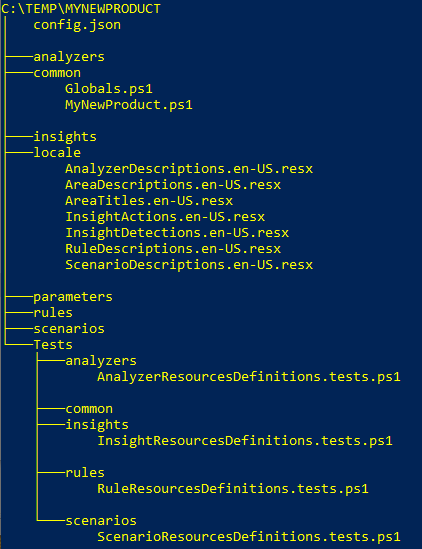 C:\TEMP\MYNEWPRODUCT
config.json
analyzers
common
Globals.ps1
MyNewProduct.ps1
insights
locale
AnalyzerDescriptions.en-US.resx
AreaDescriptions.en-US.resx
AreaTitles.en-US.resx
InsightActions.en-US.resx
InsightDetections.en-US.resx
RuleDescriptions.en-US.resx
ScenarioDescriptions.en-US.resx
parameters
rules
scenarios
Tests
analyzers
AnalyzerResourcesDefinitions.tests.ps1
common
insights
InsightResourcesDefinitions.tests.ps1
rules
RuleResourcesDefinitions.tests.ps1
scenarios
ScenarioResourcesDefinitions.tests.ps1